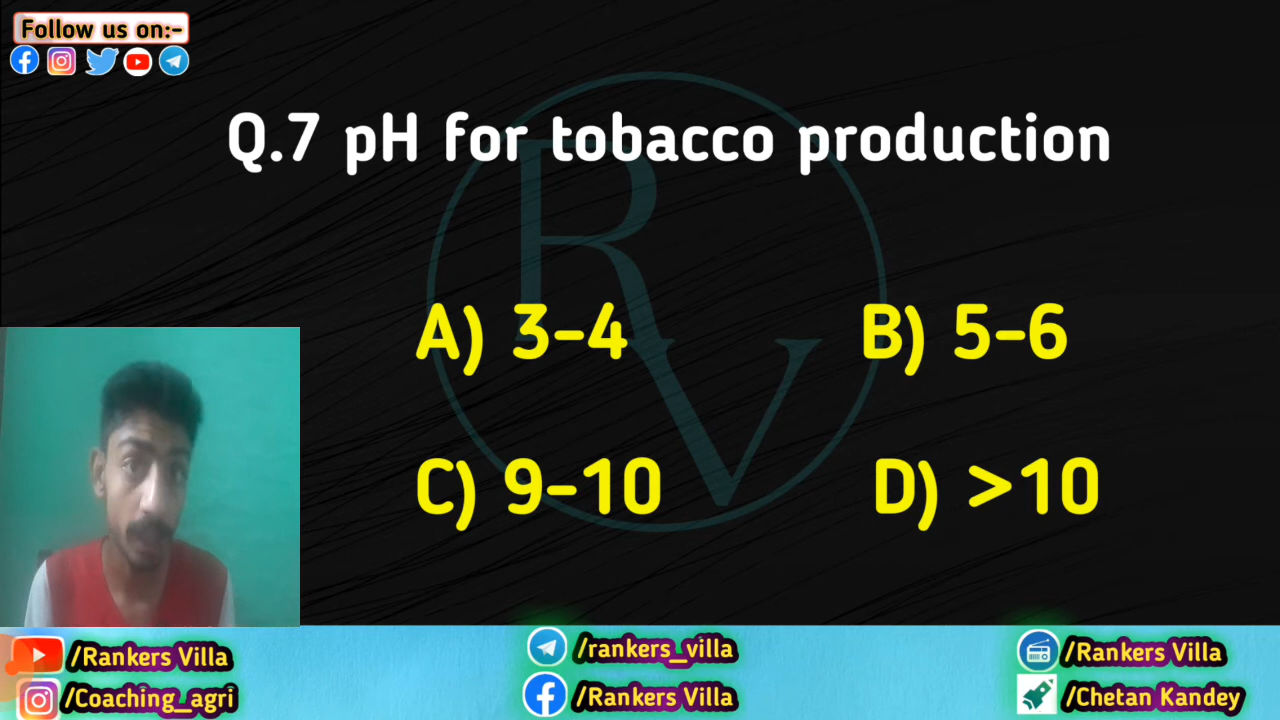 Follow us on:-
Q.7 pH for tobacco production
RV
A) 3-4
B) 5-6
C) 9-10
D) >10
/Rankers Villa
/rankers_villa
/Rankers Villa
/Coaching_agri
/Rankers Villa
/Chetan Kandey